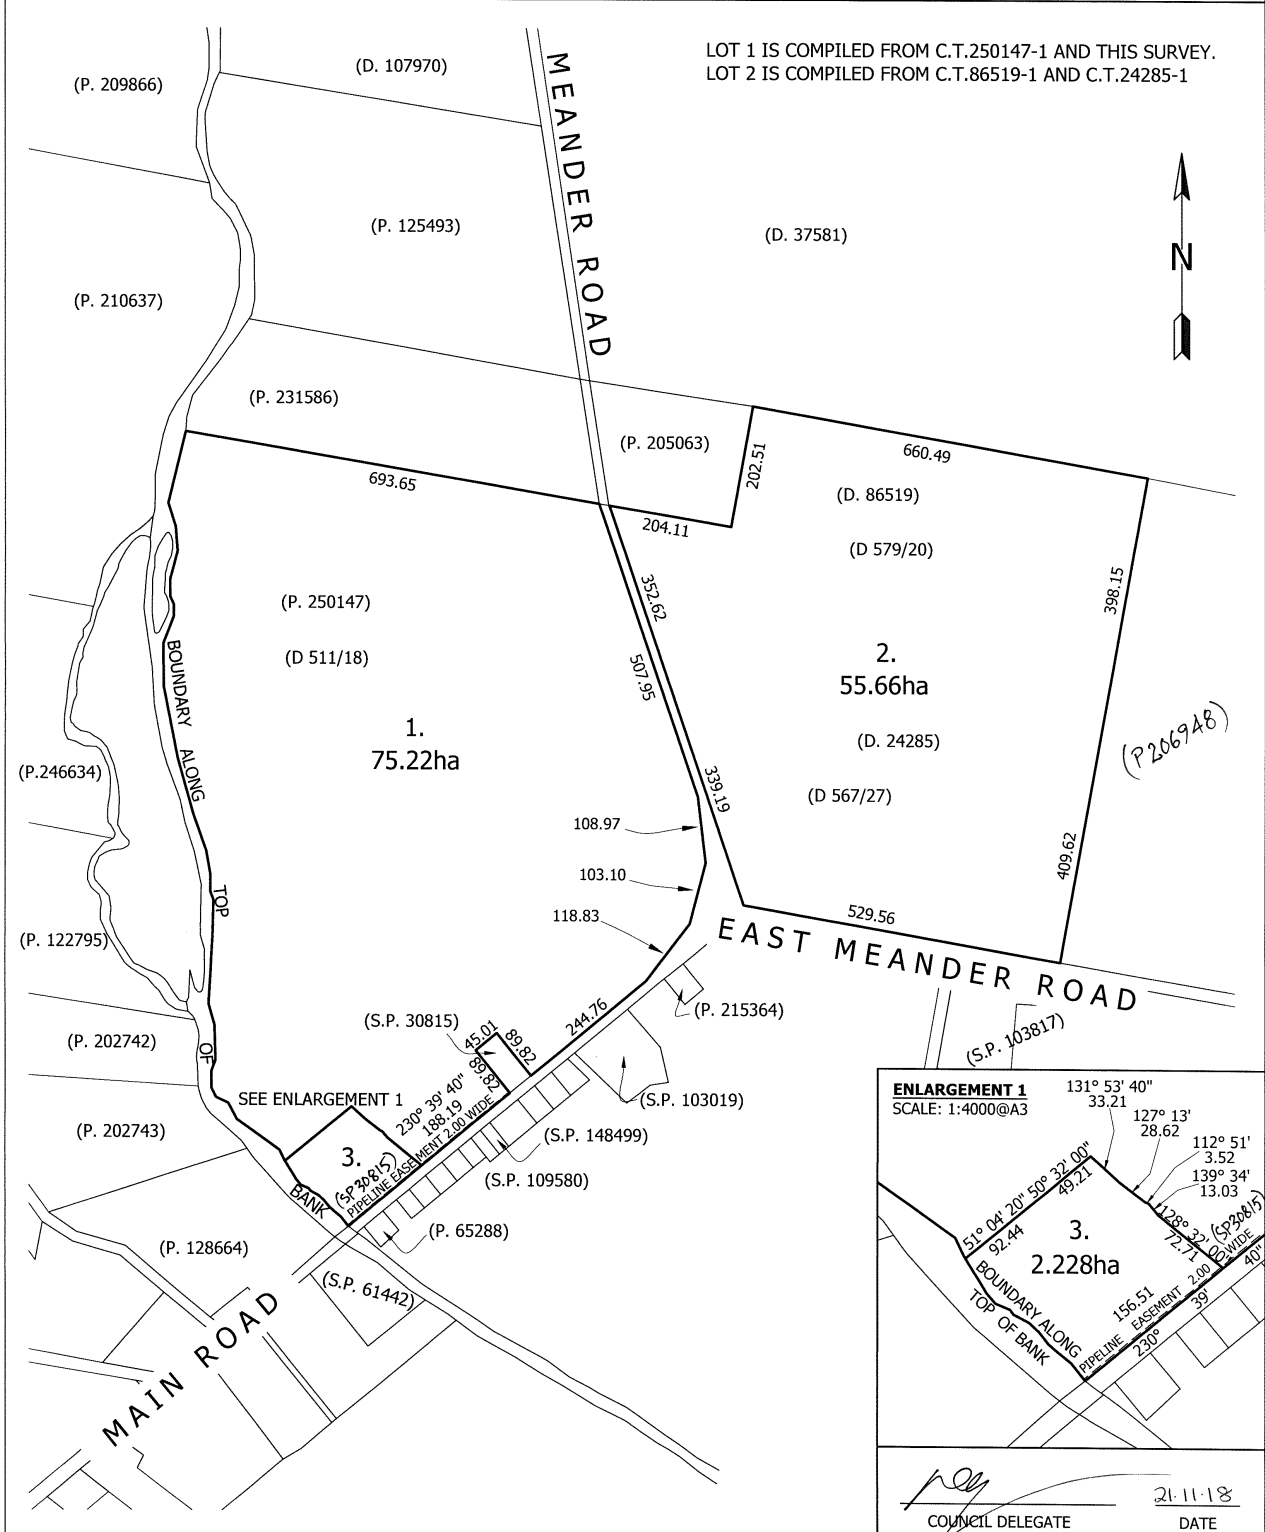 LOT 1 IS COMPILED FROM C.T.250147-1 AND THIS SURVEY.
LOT 2 IS COMPILED FROM C.T.86519-1 AND C.T.24285-1
(P. 209866)
(D. 107970)
MEANDER ROAD
(P. 125493)
(D. 37581)
N
(P. 210637)
(P. 231586)
(P. 205063)
202.51
660.49
693.65
204.11
(D. 86519)
(D 579/20)
352.62
398.15
(P. 250147)
(D 511/18)
BOUNDARY ALONG TOP OF BANK
507.95
2.
55.66ha
1.
75.22ha
(D. 24285)
(P206948)
(P.246634)
339.19
(D 567/27)
108.97
409.62
103.10
118.83
529.56
EAST MEANDER ROAD
(P. 122795)
244.76
(P. 215364)
(S.P. 30815)
45.01
89.82
89.82
(S.P. 103817)
(P. 202742)
SEE ENLARGEMENT 1
230° 39' 40"
188.19
PIPELINE EASEMENT 2.00 WIDE
(S.P. 103019)
(P. 202743)
(S.P. 148499)
3.
(SP30815)
(S.P. 109580)
(P. 65288)
(P. 128664)
(S.P. 61442)
MAIN ROAD
ENLARGEMENT 1
SCALE: 1:4000@A3
131° 53' 40"
33.21
127° 13'
28.62
112° 51'
3.52
139° 34'
13.03
51° 04' 20"
92.44
50° 32' 00"
49.21
128° 32' 00"
72.71
(SP30815)
3.
2.228ha
BOUNDARY ALONG
TOP OF BANK
156.51
PIPELINE EASEMENT 2.00 WIDE
230° 39' 40"
21·11·18
COUNCIL DELEGATE
DATE